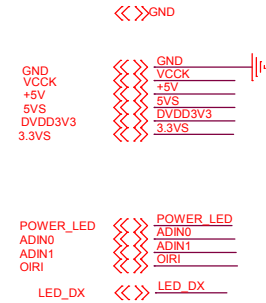 GND
GND GND
VCCK VCCK
+5V +5V
5VS 5VS
DVDD3V3 DVDD3V3
3.3VS 3.3VS
POWER_LED POWER_LED
ADIN0 ADIN0
ADIN1 ADIN1
OIRI OIRI
LED_DX LED_DX